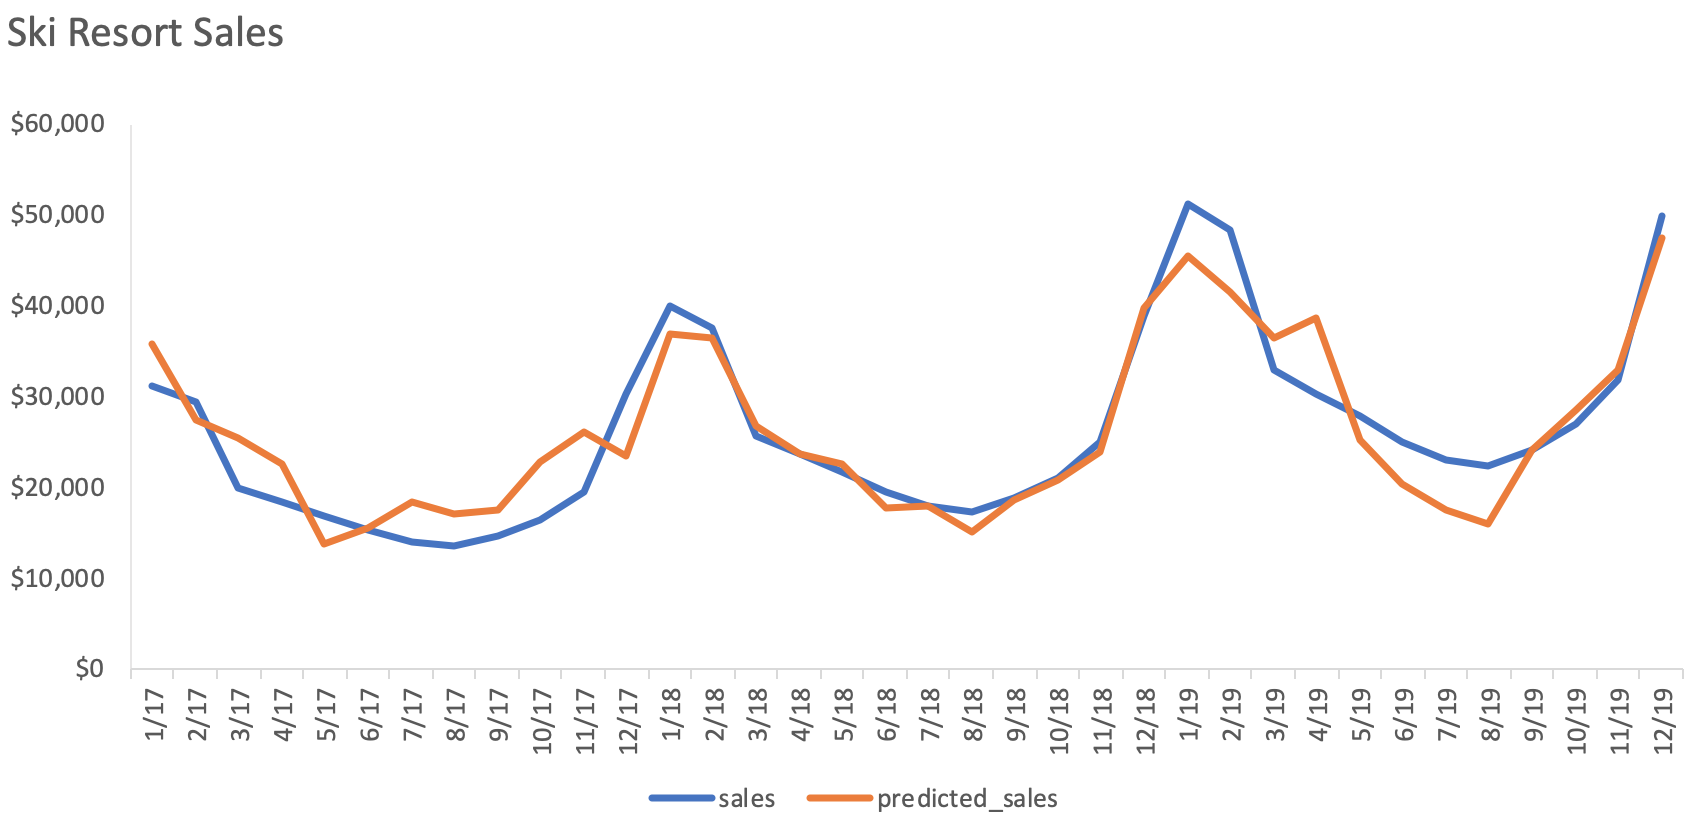 Ski Resort Sales
$60,000
$50,000
$40,000
$30,000
$20,000
$10,000
$0
1/17 2/17 3/17 4/17 5/17 6/17 7/17 8/17 9/17 10/17 11/17 12/17 1/18 2/18 3/18 4/18 5/18 6/18 7/18 8/18 9/18 10/18 11/18 12/18 1/19 2/19 3/19 4/19 5/19 6/19 7/19 8/19 9/19 10/19 11/19 12/19
sales predicted_sales